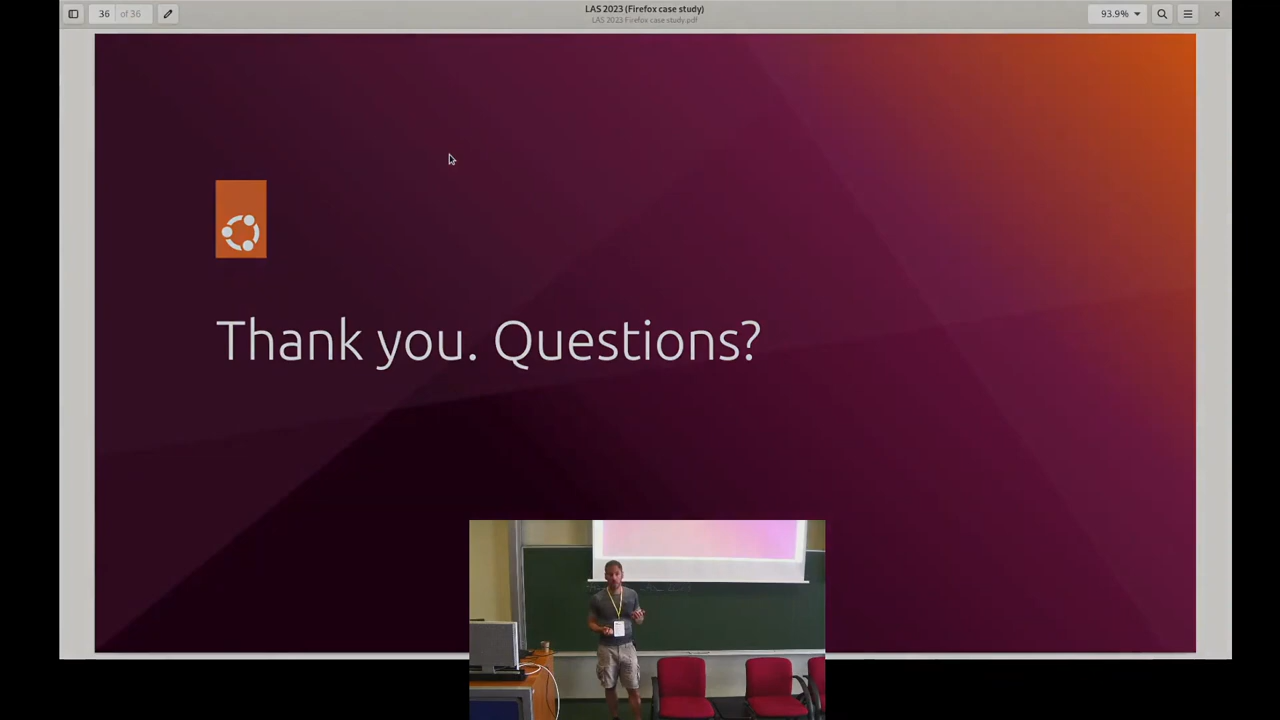 36 of 36
LAS 2023 (Firefox case study)
LAS 2023 Firefox case study.pdf
93.9%
Thank you. Questions?